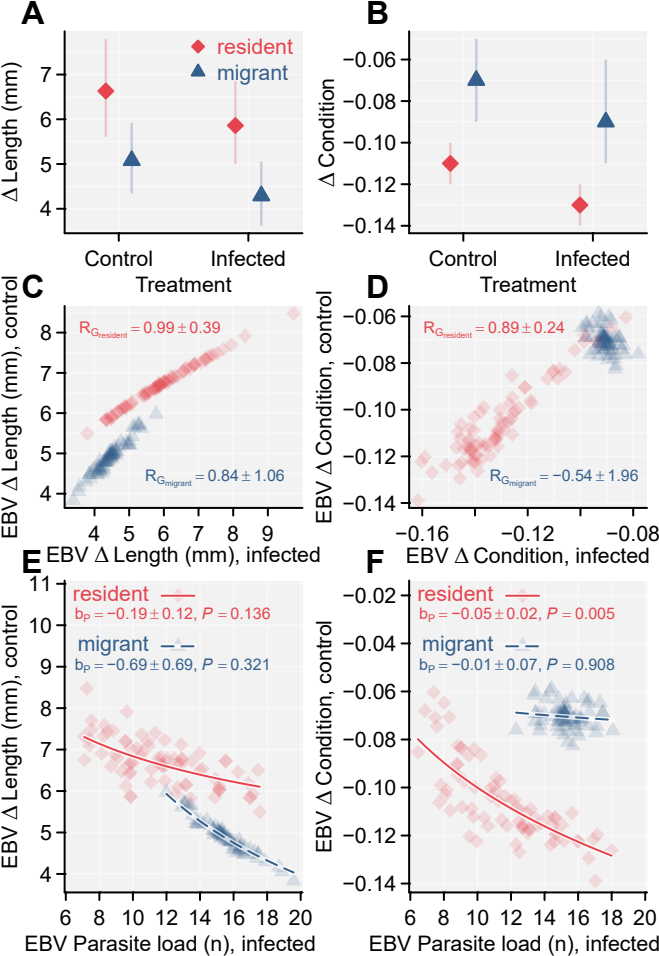 A
B
resident
migrant
Δ Length (mm)
7
6
5
4
Control
Infected
Treatment
Δ Condition
−0.06
−0.08
−0.10
−0.12
−0.14
Control
Infected
Treatment
C
D
EBV Δ Length (mm), control
8
7
6
5
4
R_Gresident = 0.99 ± 0.39
R_Gmigrant = 0.84 ± 1.06
4 5 6 7 8 9
EBV Δ Length (mm), infected
EBV Δ Condition, control
−0.06
−0.08
−0.10
−0.12
−0.14
R_Gresident = 0.89 ± 0.24
R_Gmigrant = −0.54 ± 1.96
−0.16 −0.12 −0.08
EBV Δ Condition, infected
E
F
EBV Δ Length (mm), control
11
10
9
8
7
6
5
4
resident
b_P = −0.19 ± 0.12, P = 0.136
migrant
b_P = −0.69 ± 0.69, P = 0.321
6 8 10 12 14 16 18 20
EBV Parasite load (n), infected
EBV Δ Condition, control
−0.02
−0.04
−0.06
−0.08
−0.10
−0.12
−0.14
resident
b_P = −0.05 ± 0.02, P = 0.005
migrant
b_P = −0.01 ± 0.07, P = 0.908
6 8 10 12 14 16 18 20
EBV Parasite load (n), infected